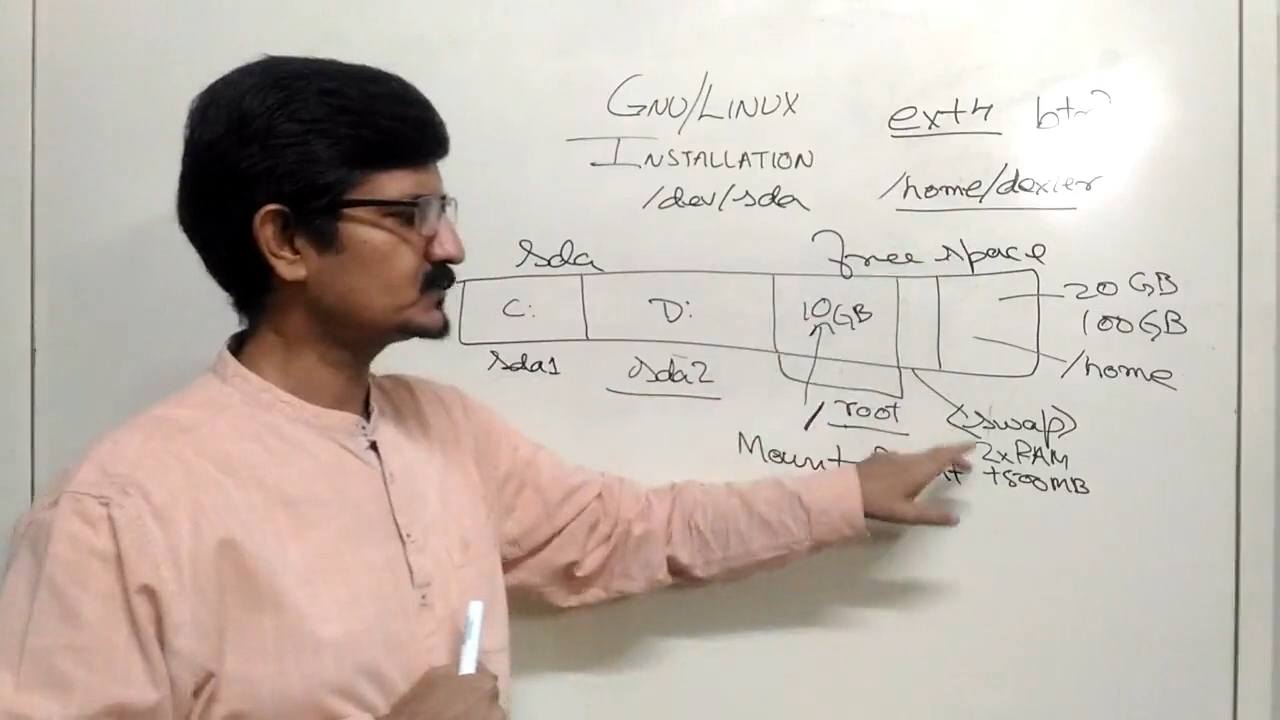 GNU/LINUX
INSTALLATION
/dev/sda
ext4
/home/dexter
sda
free space
C:
D:
10GB
20 GB
100GB
/home
sda1
sda2
/ root
<swap>
Mount
2xRAM
+500MB